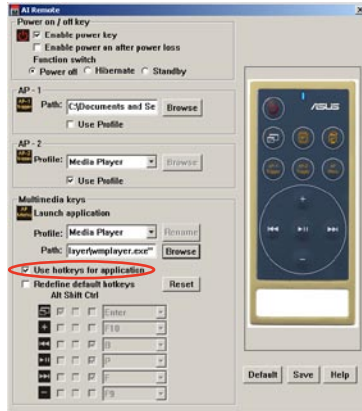 AI Remote
Power on / off key
Enable power key
Enable power on after power loss
Function switch
Power off Hibernate Standby
AP - 1
Path: C:\Documents and Se Browse
Use Profile
AP - 2
Profile: Media Player Browse
Use Profile
Multimedia keys
Launch application
Profile: Media Player Rename
Path: layer\wmplayer.exe" Browse
Use hotkeys for application
Redefine default hotkeys Reset
Alt Shift Ctrl
Enter
F10
B
P
F
F9
ASUS
Default Save Help